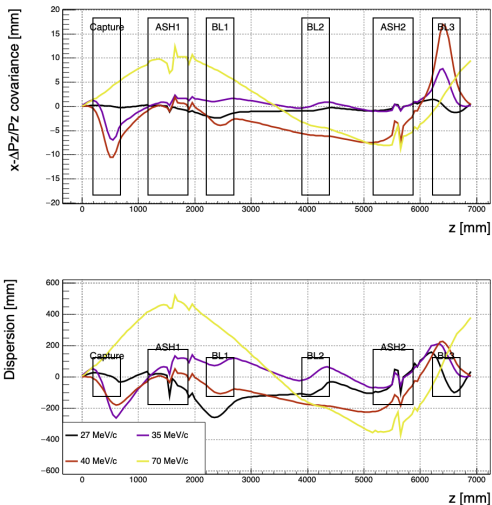 x-ΔPz/Pz covariance [mm]
20
15
10
5
0
−5
−10
−15
−20
Capture
ASH1
BL1
BL2
ASH2
BL3
0 1000 2000 3000 4000 5000 6000 7000
z [mm]
Dispersion [mm]
600
400
200
0
−200
−400
−600
Capture
ASH1
BL1
BL2
ASH2
BL3
27 MeV/c 35 MeV/c
40 MeV/c 70 MeV/c
0 1000 2000 3000 4000 5000 6000 7000
z [mm]